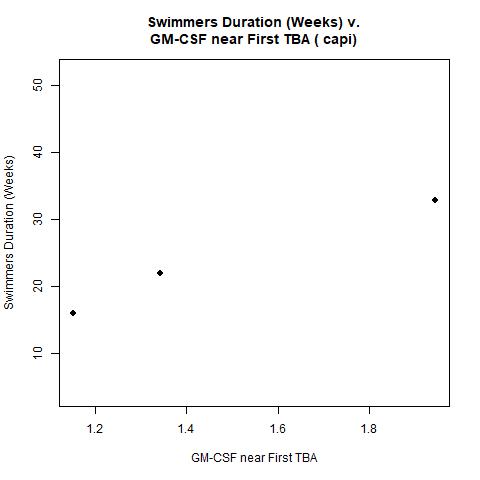 Swimmers Duration (Weeks) v.
GM-CSF near First TBA ( capi)
Swimmers Duration (Weeks)
50
40
30
20
10
1.2
1.4
1.6
1.8
GM-CSF near First TBA